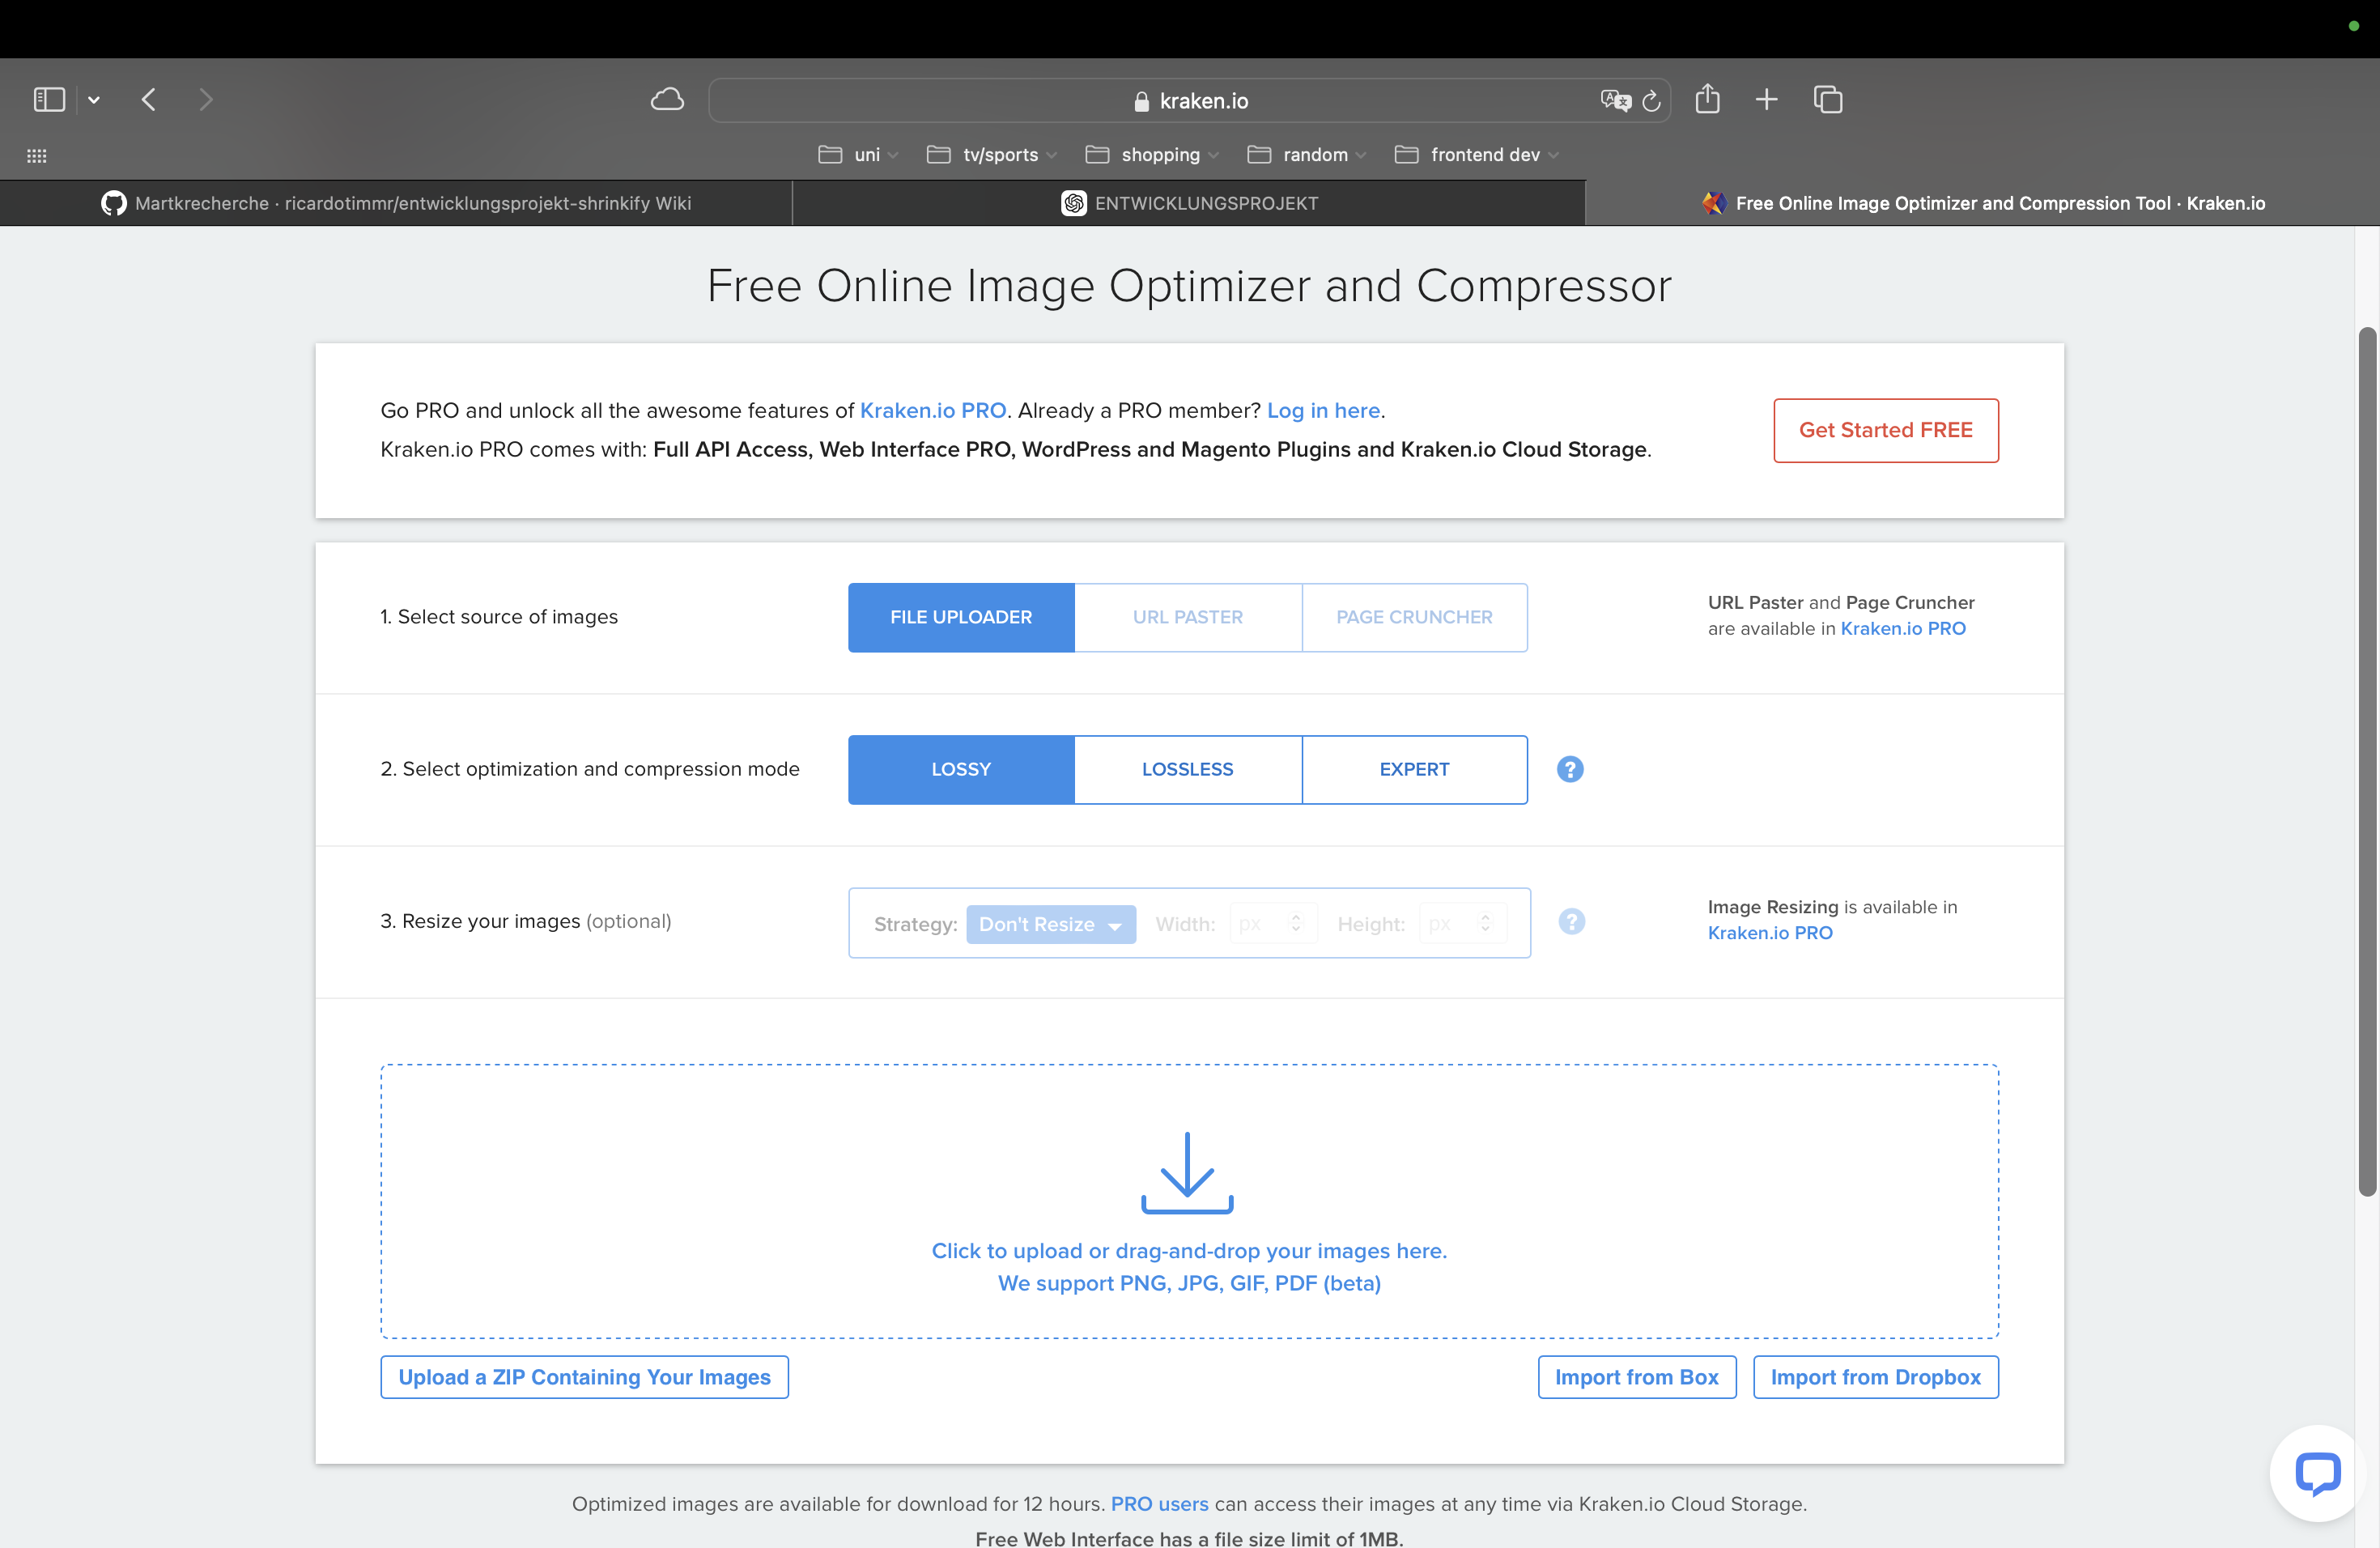 kraken.io
uni
tv/sports
shopping
random
frontend dev
Martkrecherche · ricardotimmr/entwicklungsprojekt-shrinkify Wiki
ENTWICKLUNGSPROJEKT
Free Online Image Optimizer and Compression Tool · Kraken.io
Free Online Image Optimizer and Compressor
Go PRO and unlock all the awesome features of Kraken.io PRO. Already a PRO member? Log in here.
Kraken.io PRO comes with: Full API Access, Web Interface PRO, WordPress and Magento Plugins and Kraken.io Cloud Storage.
Get Started FREE
1. Select source of images
FILE UPLOADER
URL PASTER
PAGE CRUNCHER
URL Paster and Page Cruncher
are available in Kraken.io PRO
2. Select optimization and compression mode
LOSSY
LOSSLESS
EXPERT
?
3. Resize your images (optional)
Strategy:
Don't Resize
Width:
px
Height:
px
?
Image Resizing is available in
Kraken.io PRO
Click to upload or drag-and-drop your images here.
We support PNG, JPG, GIF, PDF (beta)
Upload a ZIP Containing Your Images
Import from Box
Import from Dropbox
Optimized images are available for download for 12 hours. PRO users can access their images at any time via Kraken.io Cloud Storage.
Free Web Interface has a file size limit of 1MB.